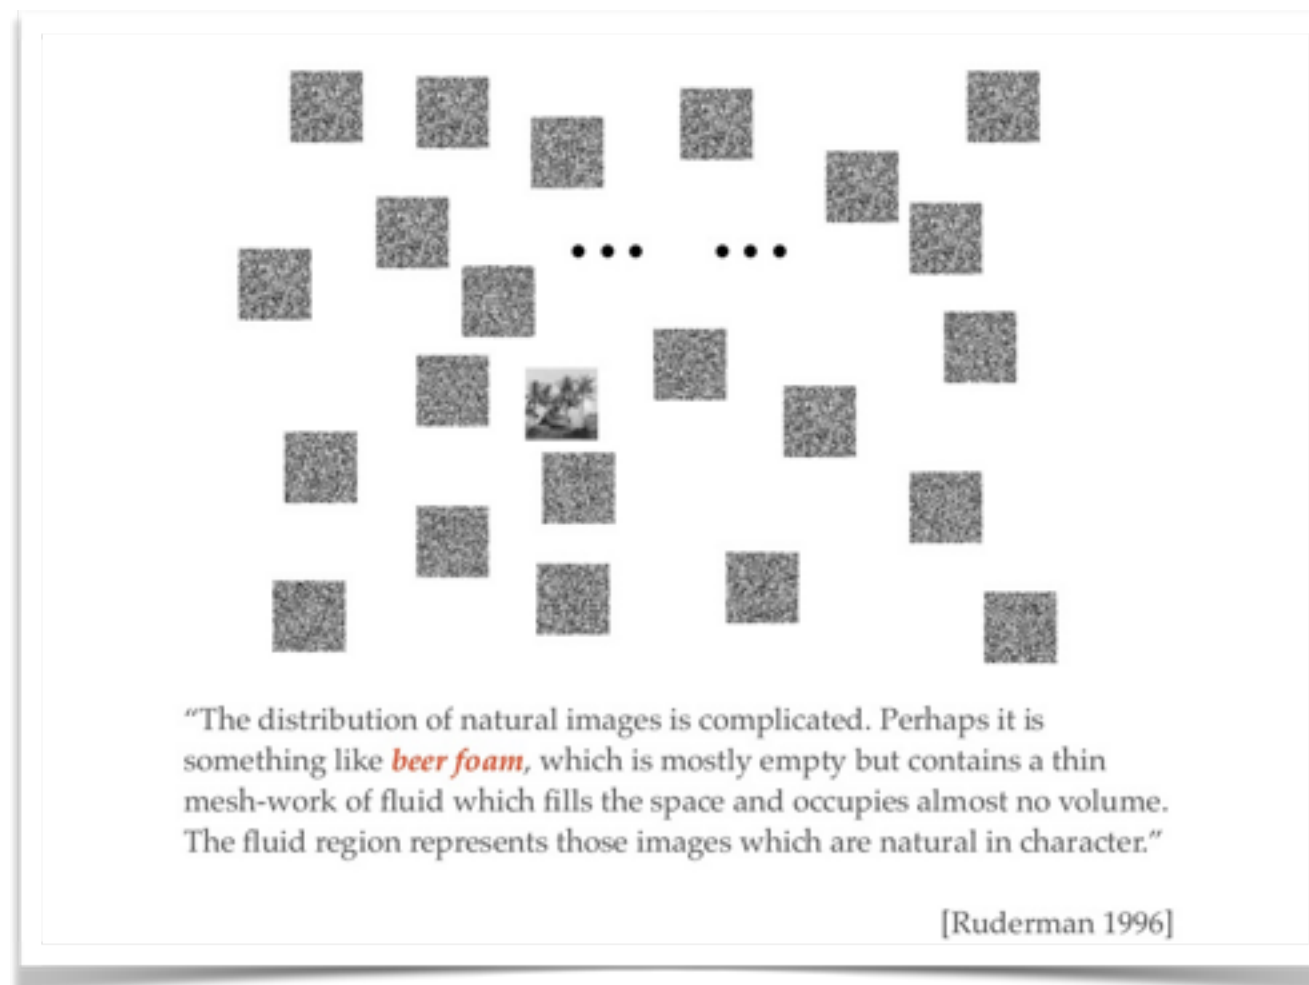 “The distribution of natural images is complicated. Perhaps it is
something like beer foam, which is mostly empty but contains a thin
mesh-work of fluid which fills the space and occupies almost no volume.
The fluid region represents those images which are natural in character.”
[Ruderman 1996]